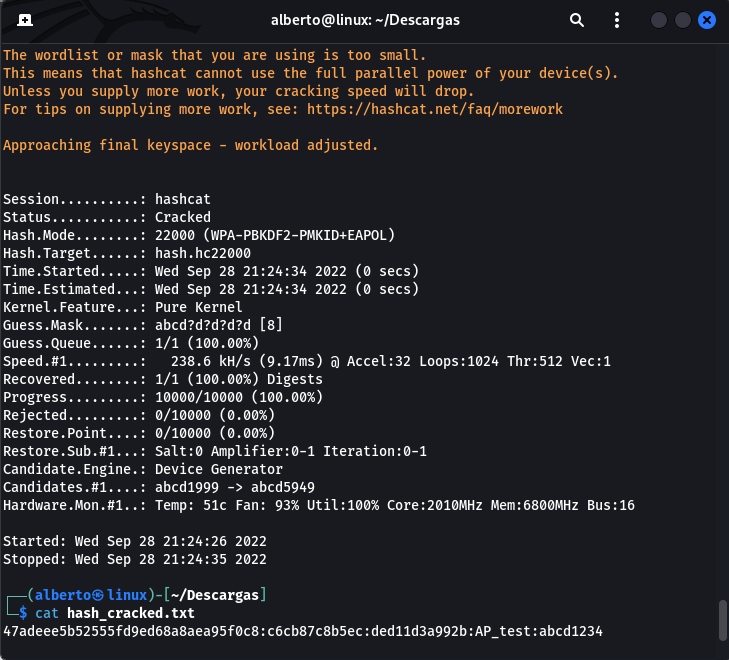 alberto@linux: ~/Descargas
The wordlist or mask that you are using is too small.
This means that hashcat cannot use the full parallel power of your device(s).
Unless you supply more work, your cracking speed will drop.
For tips on supplying more work, see: https://hashcat.net/faq/morework
Approaching final keyspace - workload adjusted.
Session..........: hashcat
Status...........: Cracked
Hash.Mode........: 22000 (WPA-PBKDF2-PMKID+EAPOL)
Hash.Target......: hash.hc22000
Time.Started.....: Wed Sep 28 21:24:34 2022 (0 secs)
Time.Estimated...: Wed Sep 28 21:24:34 2022 (0 secs)
Kernel.Feature...: Pure Kernel
Guess.Mask.......: abcd?d?d?d?d [8]
Guess.Queue......: 1/1 (100.00%)
Speed.#1.........:   238.6 kH/s (9.17ms) @ Accel:32 Loops:1024 Thr:512 Vec:1
Recovered........: 1/1 (100.00%) Digests
Progress.........: 10000/10000 (100.00%)
Rejected.........: 0/10000 (0.00%)
Restore.Point....: 0/10000 (0.00%)
Restore.Sub.#1...: Salt:0 Amplifier:0-1 Iteration:0-1
Candidate.Engine.: Device Generator
Candidates.#1....: abcd1999 -> abcd5949
Hardware.Mon.#1..: Temp: 51c Fan: 93% Util:100% Core:2010MHz Mem:6800MHz Bus:16
Started: Wed Sep 28 21:24:26 2022
Stopped: Wed Sep 28 21:24:35 2022
┌──(alberto㉿linux)-[~/Descargas]
└─$ cat hash_cracked.txt
47adeee5b52555fd9ed68a8aea95f0c8:c6cb87c8b5ec:ded11d3a992b:AP_test:abcd1234